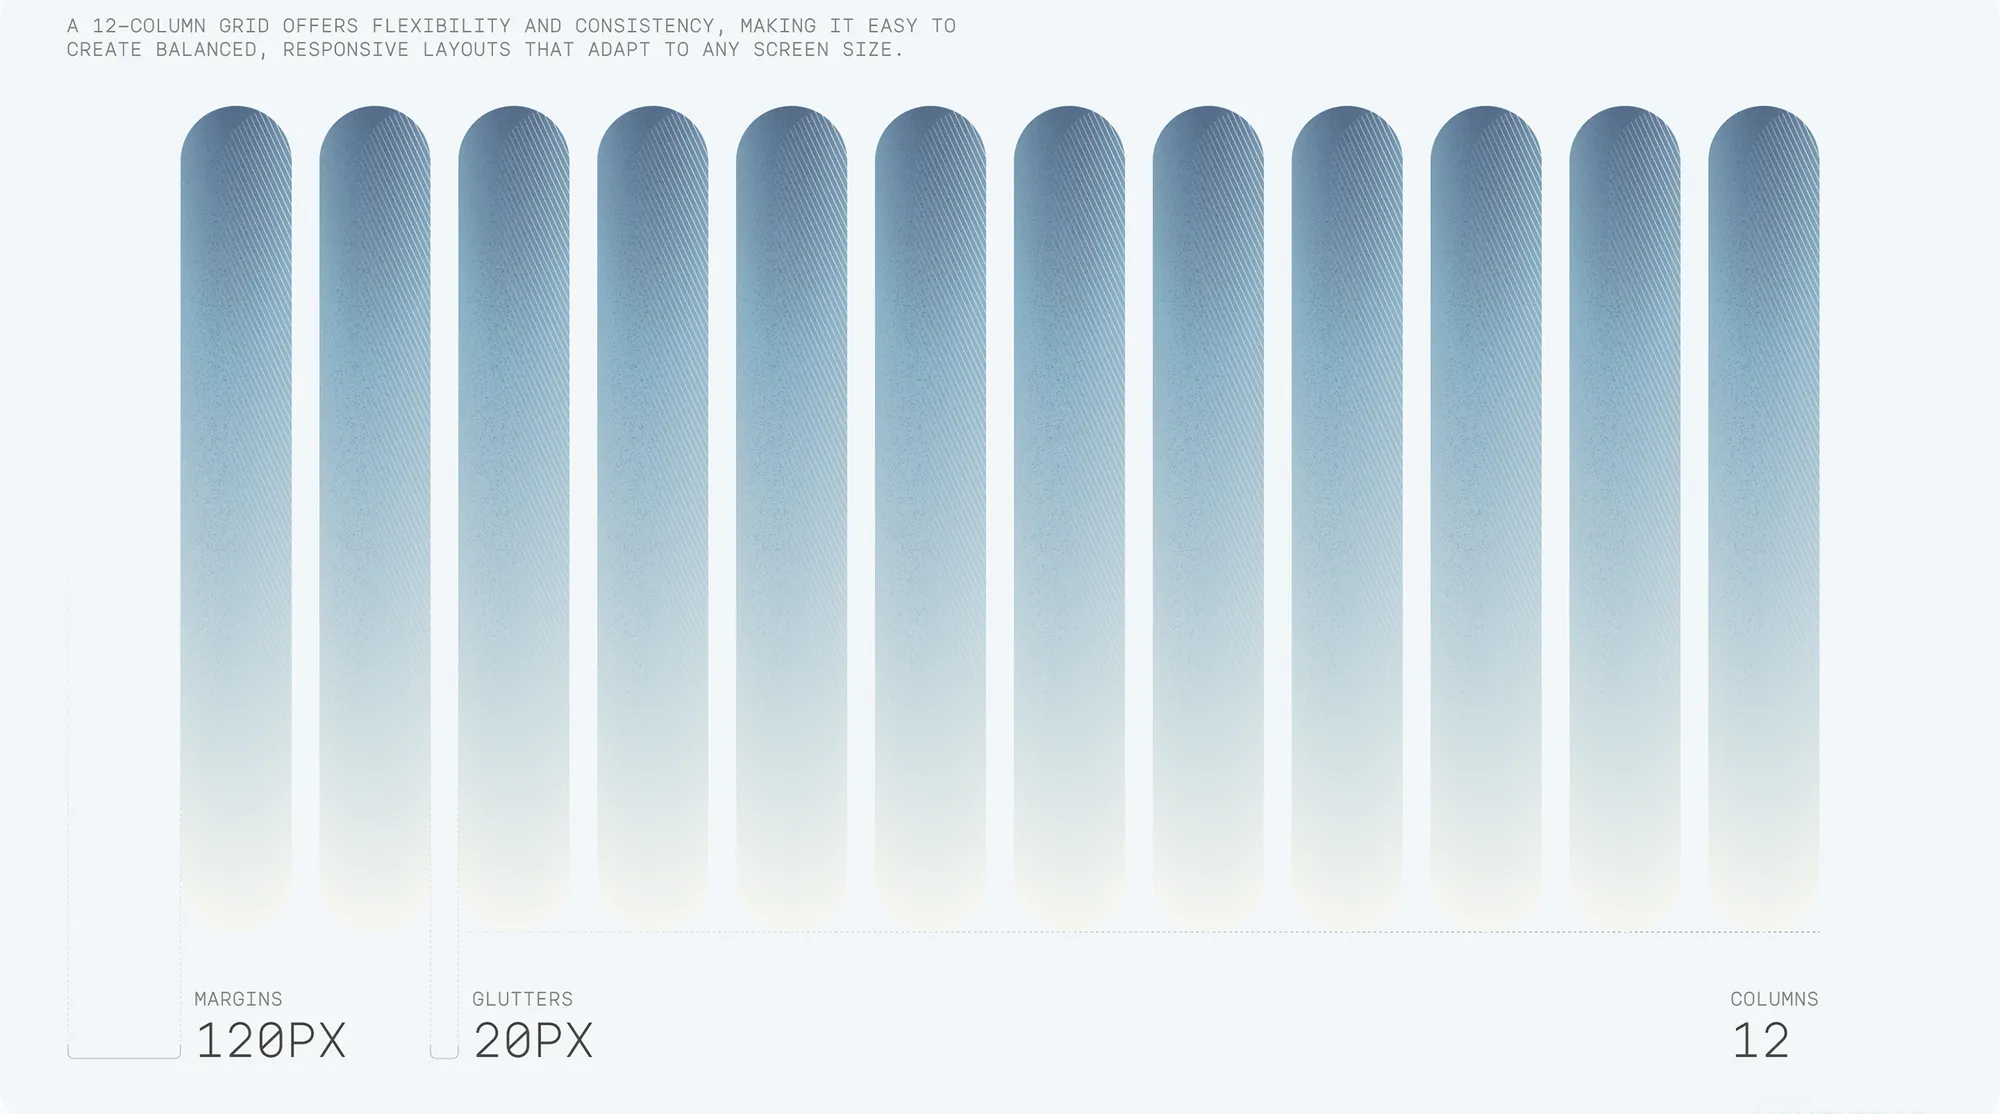 A 12-COLUMN GRID OFFERS FLEXIBILITY AND CONSISTENCY, MAKING IT EASY TO
CREATE BALANCED, RESPONSIVE LAYOUTS THAT ADAPT TO ANY SCREEN SIZE.
MARGINS
120PX
GLUTTERS
20PX
COLUMNS
12